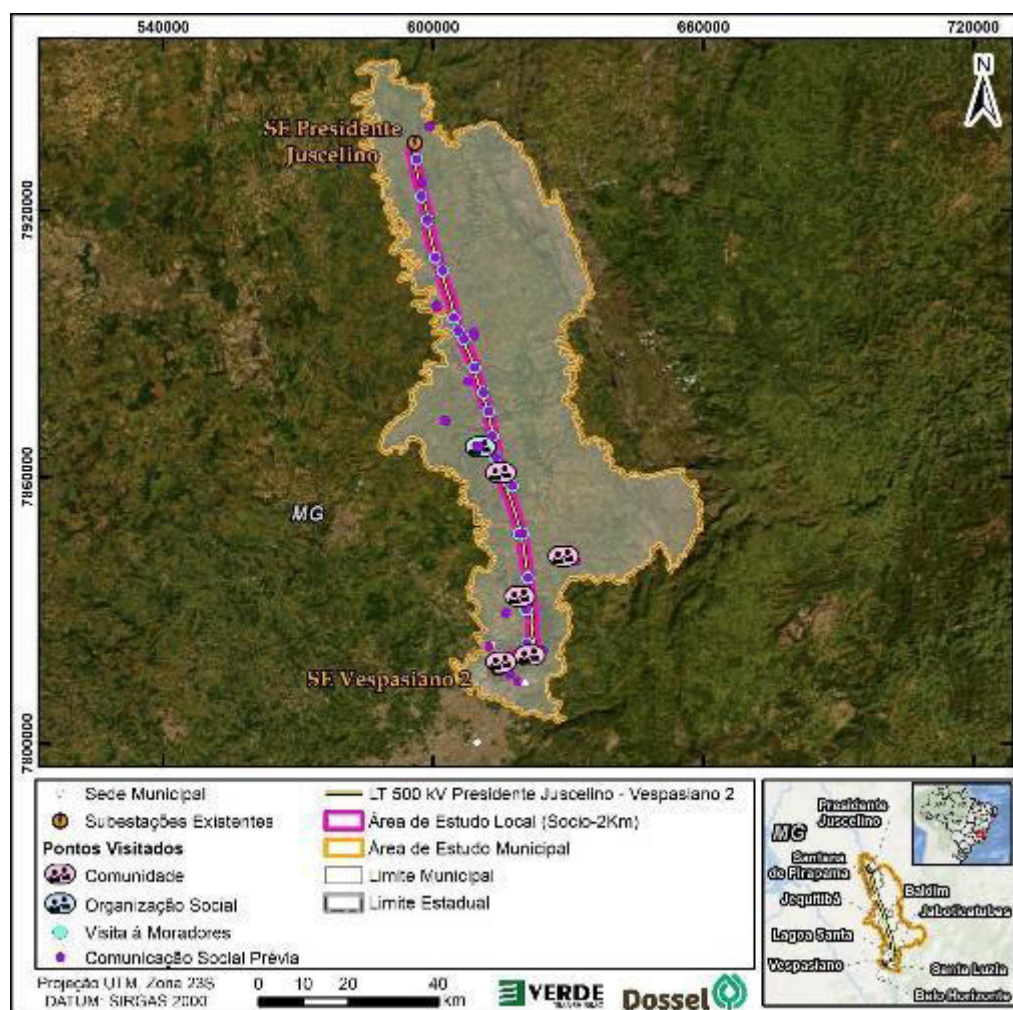 540000 600000 660000 720000
N
SE Presidente
Juscelino
7920000
7860000
MG
SE Vespasiano 2
7800000
Sede Municipal
Subestações Existentes
Pontos Visitados
Comunidade
Organização Social
Visita á Moradores
Comunicação Social Prévia
LT 500 kV Presidente Juscelino - Vespasiano 2
Área de Estudo Local (Socio-2Km)
Área de Estudo Municipal
Limite Municipal
Limite Estadual
Presidente
Juscelino
MG
Santana
de Pirapama
Baldim
Jequitibá
Jaboticatubas
Lagoa Santa
Vespasiano
Santa Luzia
Belo Horizonte
Projeção UTM, Zona 23S
DATUM: SIRGAS 2000
0 10 20 40
km
VERDE
Dossel